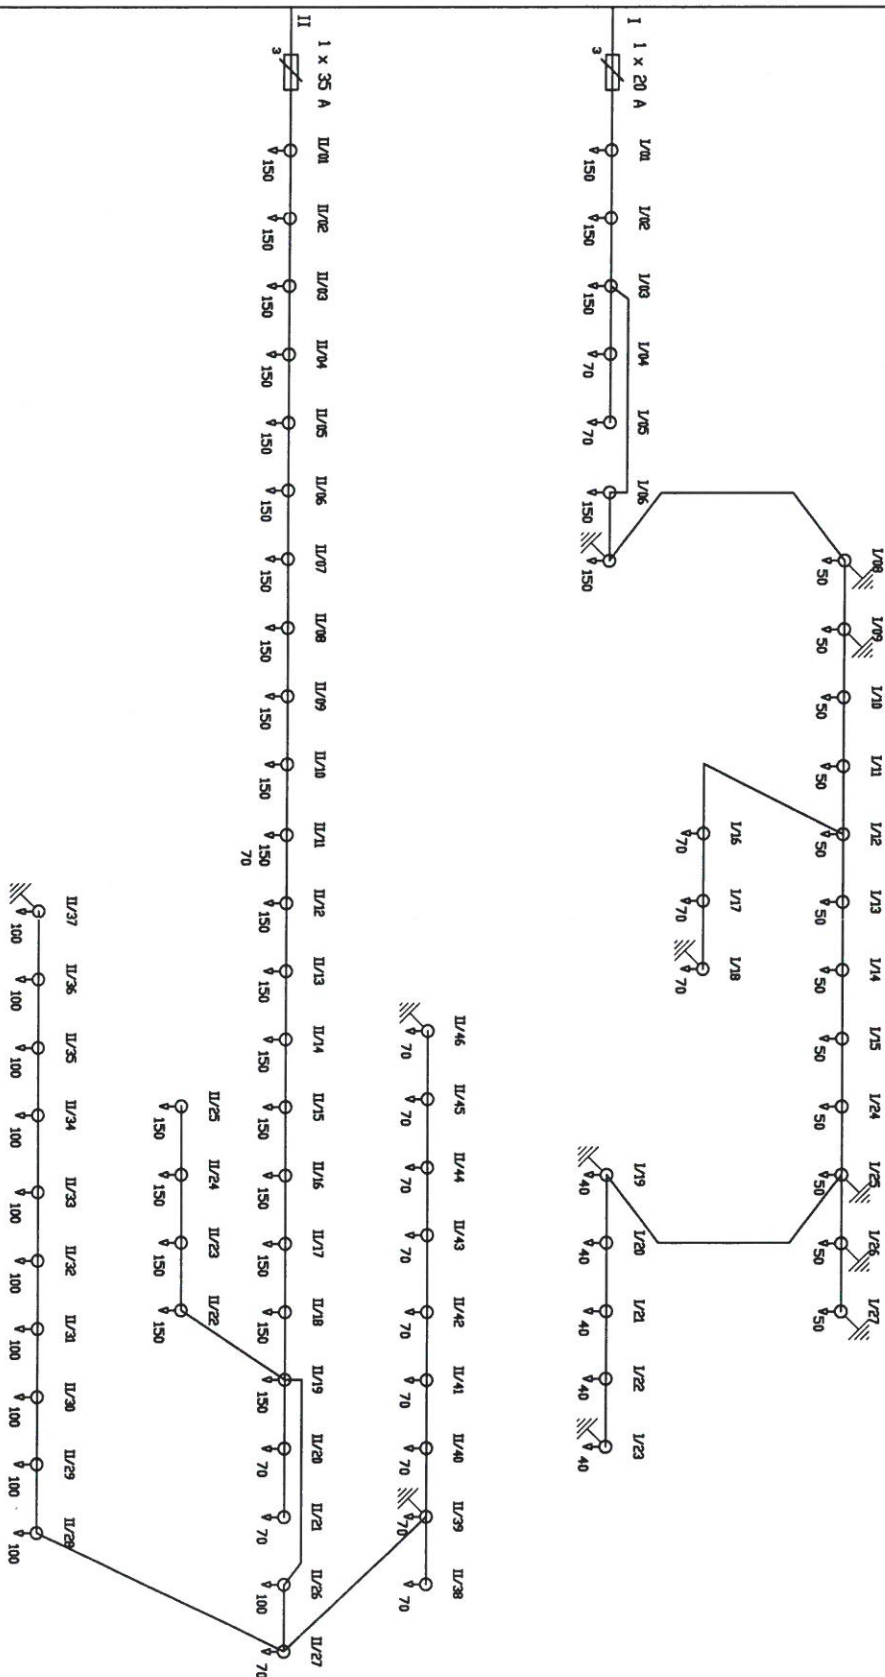 I
1 x 20 A
3
I/01
150
I/02
150
I/03
150
I/04
70
I/05
70
I/06
150
150
I/08
50
I/09
50
I/10
50
I/11
50
I/12
50
I/13
50
I/14
50
I/15
50
I/24
50
I/25
50
I/26
50
I/27
50
I/16
70
I/17
70
I/18
70
I/19
40
I/20
40
I/21
40
I/22
40
I/23
40
II
1 x 35 A
3
II/01
150
II/02
150
II/03
150
II/04
150
II/05
150
II/06
150
II/07
150
II/08
150
II/09
150
II/10
150
II/11
150
70
II/12
150
II/13
150
II/14
150
II/15
150
II/16
150
II/17
150
II/18
150
II/19
150
II/20
70
II/21
70
II/26
100
II/27
70
II/46
70
II/45
70
II/44
70
II/43
70
II/42
70
II/41
70
II/40
70
II/39
70
II/38
70
II/25
150
II/24
150
II/23
150
II/22
150
II/37
100
II/36
100
II/35
100
II/34
100
II/33
100
II/32
100
II/31
100
II/30
100
II/29
100
II/28
100